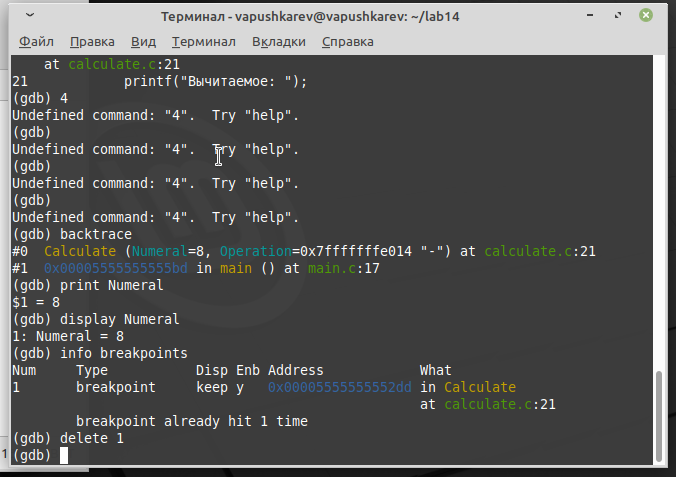 Терминал - vapushkarev@vapushkarev: ~/lab14
Файл Правка Вид Терминал Вкладки Справка
    at calculate.c:21
21            printf("Вычитаемое: ");
(gdb) 4
Undefined command: "4".  Try "help".
(gdb)
Undefined command: "4".  Try "help".
(gdb)
Undefined command: "4".  Try "help".
(gdb)
Undefined command: "4".  Try "help".
(gdb) backtrace
#0  Calculate (Numeral=8, Operation=0x7fffffffe014 "-") at calculate.c:21
#1  0x00005555555555bd in main () at main.c:17
(gdb) print Numeral
$1 = 8
(gdb) display Numeral
1: Numeral = 8
(gdb) info breakpoints
Num     Type           Disp Enb Address            What
1       breakpoint     keep y   0x00005555555552dd in Calculate
                                                   at calculate.c:21
        breakpoint already hit 1 time
(gdb) delete 1
(gdb)
1